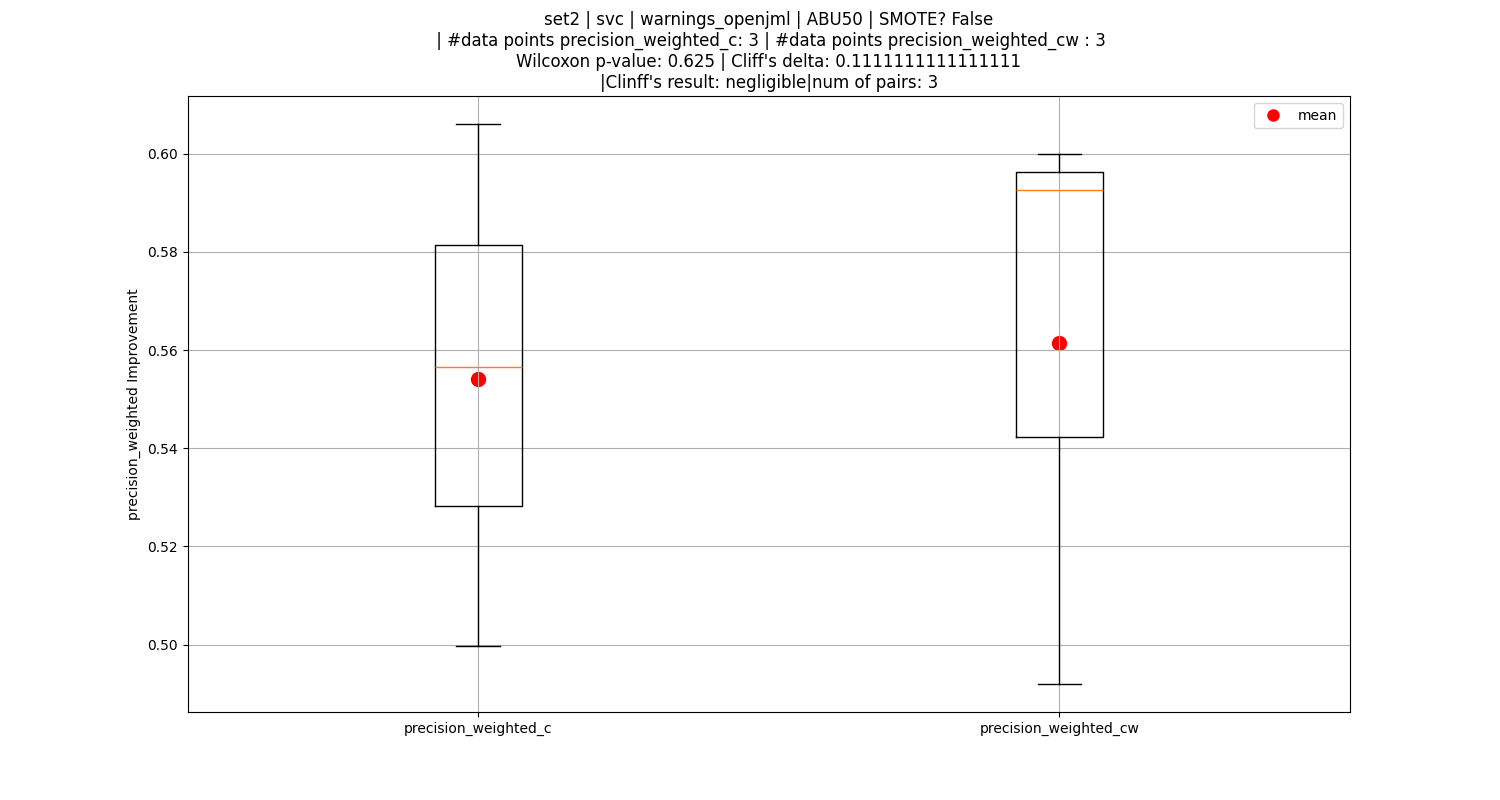 set2 | svc | warnings_openjml | ABU50 | SMOTE? False
| #data points precision_weighted_c: 3 | #data points precision_weighted_cw : 3
Wilcoxon p-value: 0.625 | Cliff's delta: 0.1111111111111111
|Clinff's result: negligible|num of pairs: 3
mean
0.60
0.58
0.56
0.54
0.52
0.50
precision_weighted Improvement
precision_weighted_c
precision_weighted_cw